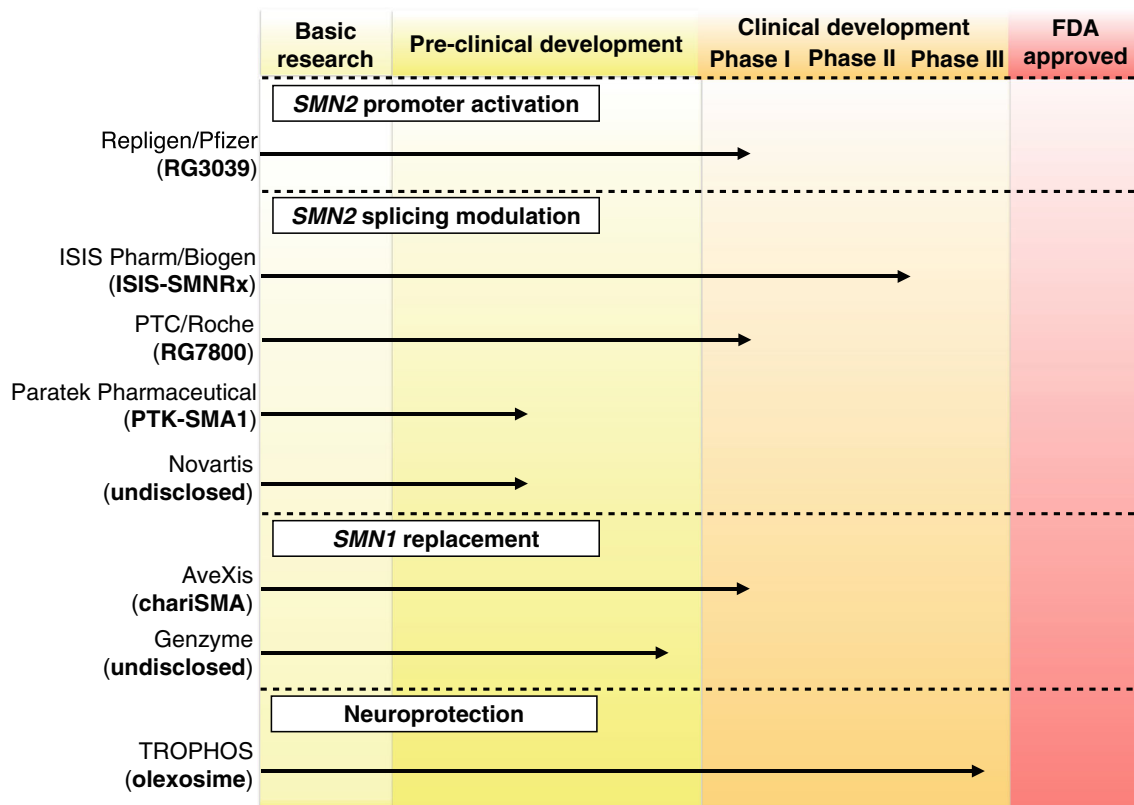 Basic
research
Pre-clinical development
Clinical development
Phase I Phase II Phase III
FDA
approved
SMN2 promoter activation
Repligen/Pfizer
(RG3039)
SMN2 splicing modulation
ISIS Pharm/Biogen
(ISIS-SMNRx)
PTC/Roche
(RG7800)
Paratek Pharmaceutical
(PTK-SMA1)
Novartis
(undisclosed)
SMN1 replacement
AveXis
(chariSMA)
Genzyme
(undisclosed)
Neuroprotection
TROPHOS
(olexosime)